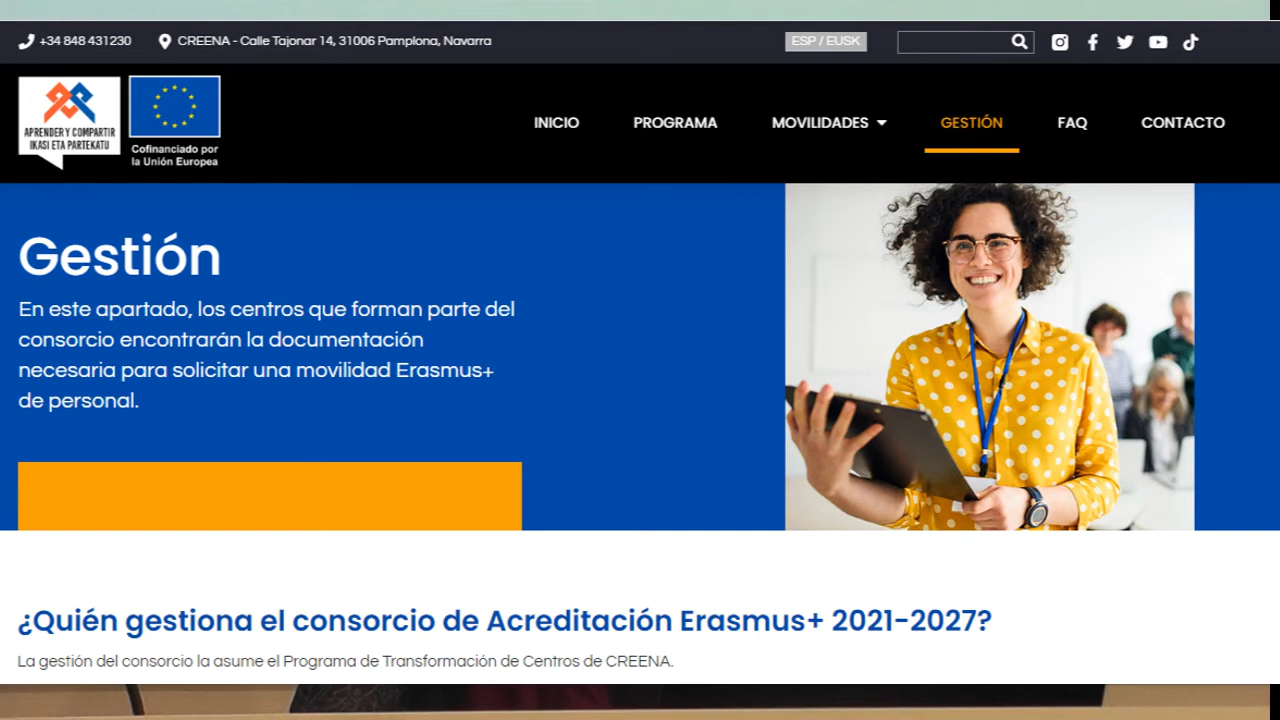 +34 848 431230
CREENA - Calle Tajonar 14, 31006 Pamplona, Navarra
ESP / EUSK
APRENDER Y COMPARTIR
IKASI ETA PARTEKATU
Cofinanciado por
la Unión Europea
INICIO
PROGRAMA
MOVILIDADES
GESTIÓN
FAQ
CONTACTO
Gestión
En este apartado, los centros que forman parte del
consorcio encontrarán la documentación
necesaria para solicitar una movilidad Erasmus+
de personal.
¿Quién gestiona el consorcio de Acreditación Erasmus+ 2021-2027?
La gestión del consorcio la asume el Programa de Transformación de Centros de CREENA.